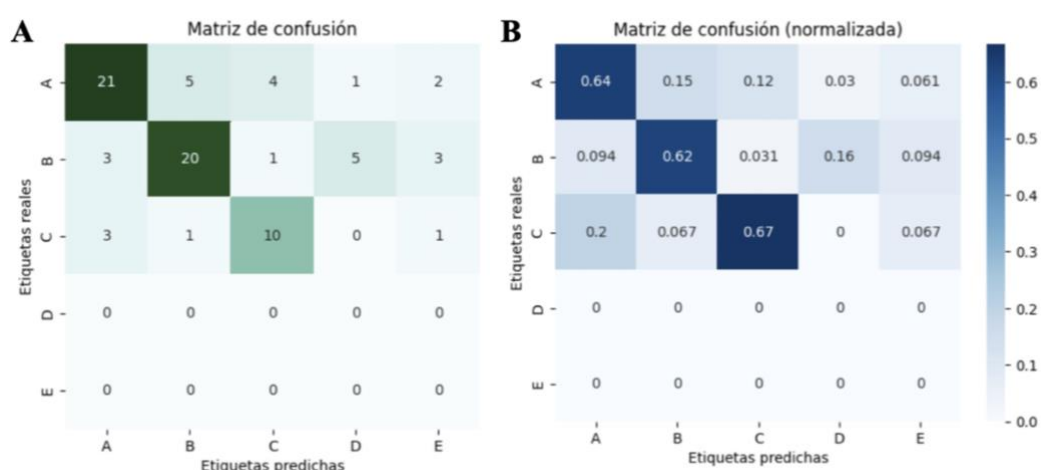 A
Matriz de confusión
A 21 5 4 1 2
B 3 20 1 5 3
C 3 1 10 0 1
D 0 0 0 0 0
E 0 0 0 0 0
Etiquetas reales
A B C D E
Etiquetas predichas
B
Matriz de confusión (normalizada)
A 0.64 0.15 0.12 0.03 0.061
B 0.094 0.62 0.031 0.16 0.094
C 0.2 0.067 0.67 0 0.067
D 0 0 0 0 0
E 0 0 0 0 0
Etiquetas reales
A B C D E
Etiquetas predichas
0.6
0.5
0.4
0.3
0.2
0.1
0.0